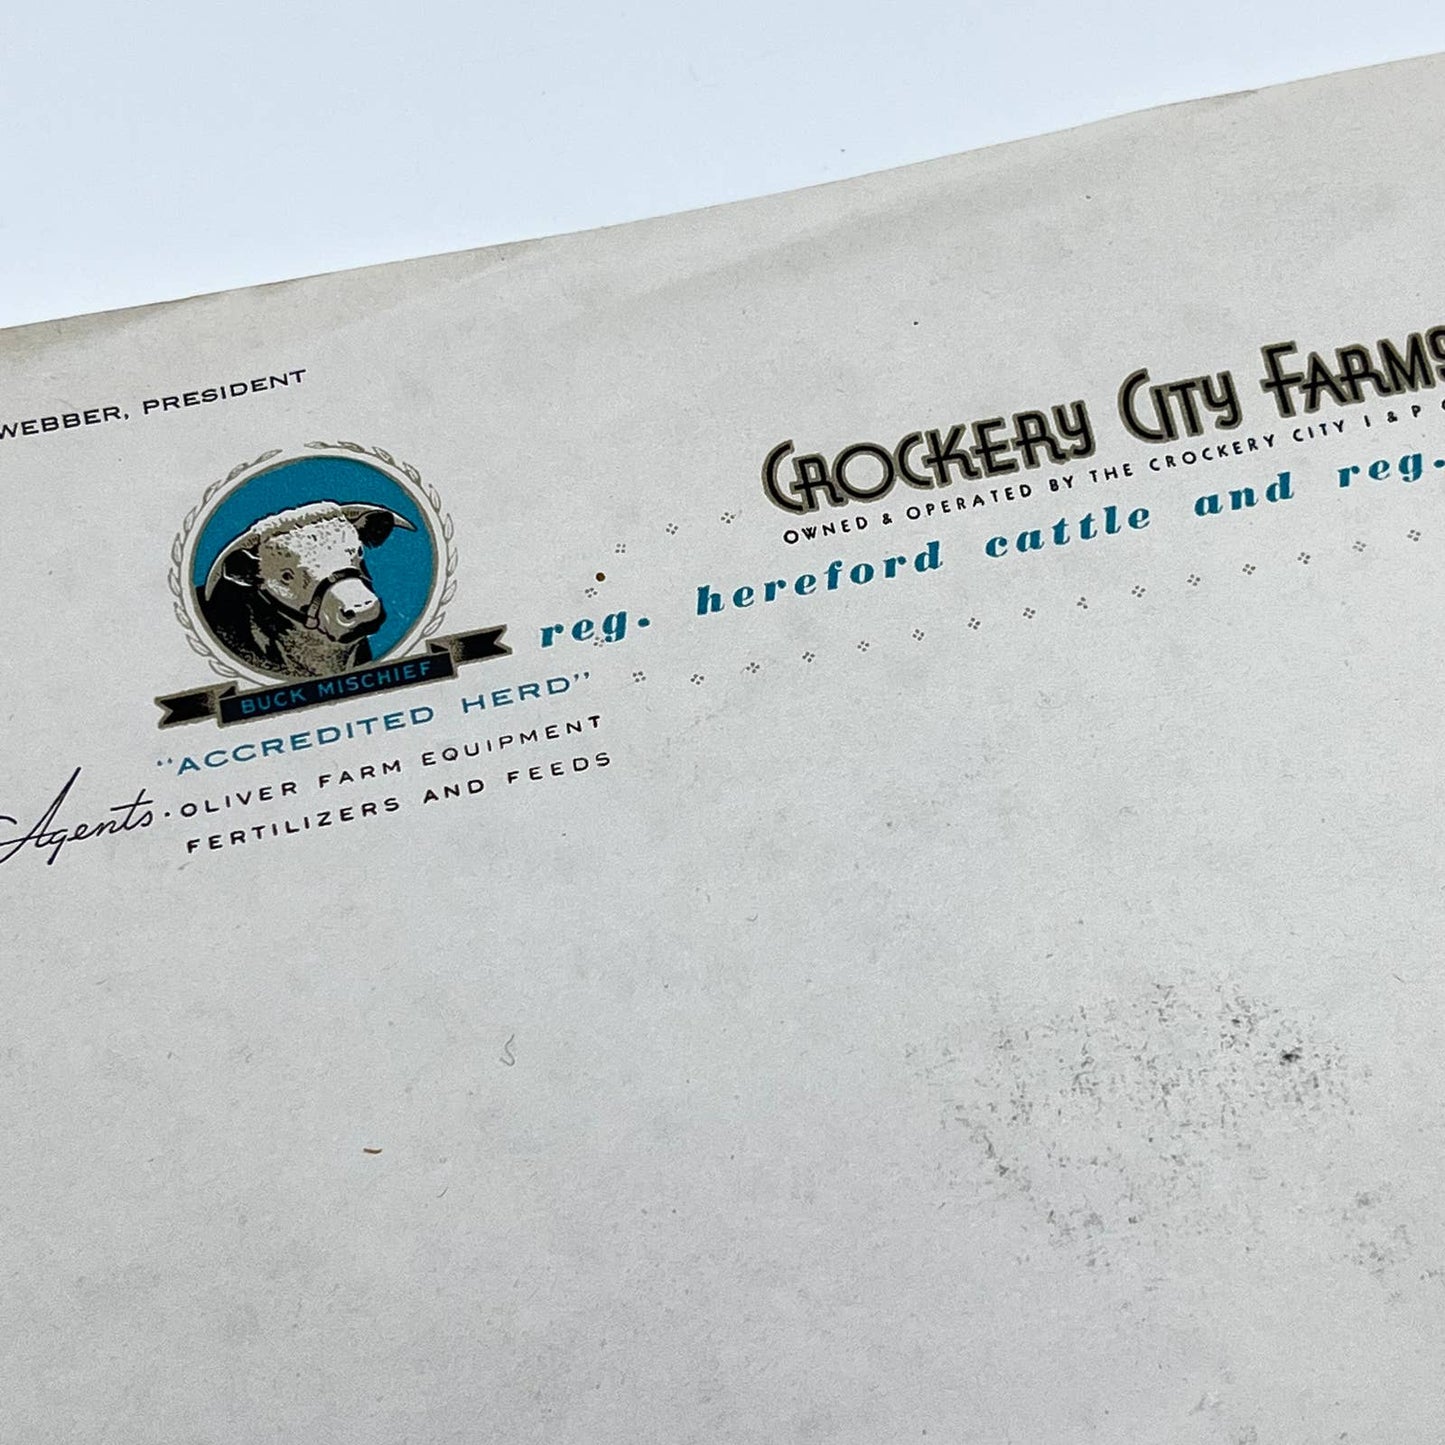 WEBBER, PRESIDENT
CROCKERY CITY FARMS
OWNED & OPERATED BY THE CROCKERY CITY I & P
reg. hereford cattle and reg.
BUCK MISCHIEF
"ACCREDITED HERD"
Agents · OLIVER FARM EQUIPMENT
FERTILIZERS AND FEEDS